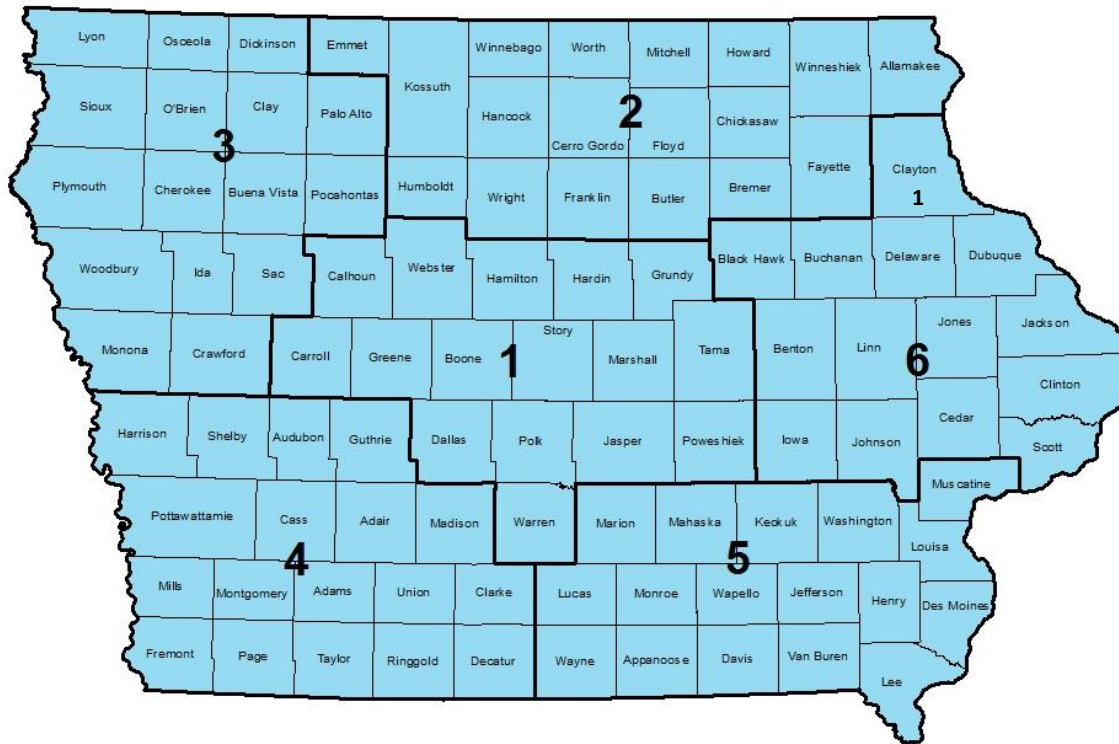 Lyon Osceola Dickinson Emmet
Winnebago Worth Mitchell Howard
Winneshiek Allamakee
Kossuth
Sioux O'Brien Clay Palo Alto
Hancock 2 Chickasaw
3
Cerro Gordo Floyd
Plymouth Cherokee Buena Vista Pocahontas Humboldt
Wright Franklin Butler Bremer Fayette Clayton
1
Woodbury Ida Sac Calhoun Webster Hamilton Hardin Grundy
Black Hawk Buchanan Delaware Dubuque
Monona Crawford Carroll Greene Boone Story
1
Marshall Tama Benton Linn Jones Jackson
6
Clinton
Harrison Shelby Audubon Guthrie Dallas Polk Jasper Poweshiek Iowa Johnson Cedar Scott
Muscatine
Pottawattamie Cass Adair Madison Warren Marion Mahaska Keokuk Washington
4
5
Louisa
Mills Montgomery Adams Union Clarke Lucas Monroe Wapello Jefferson Henry Des Moines
Fremont Page Taylor Ringgold Decatur Wayne Appanoose Davis Van Buren
Lee